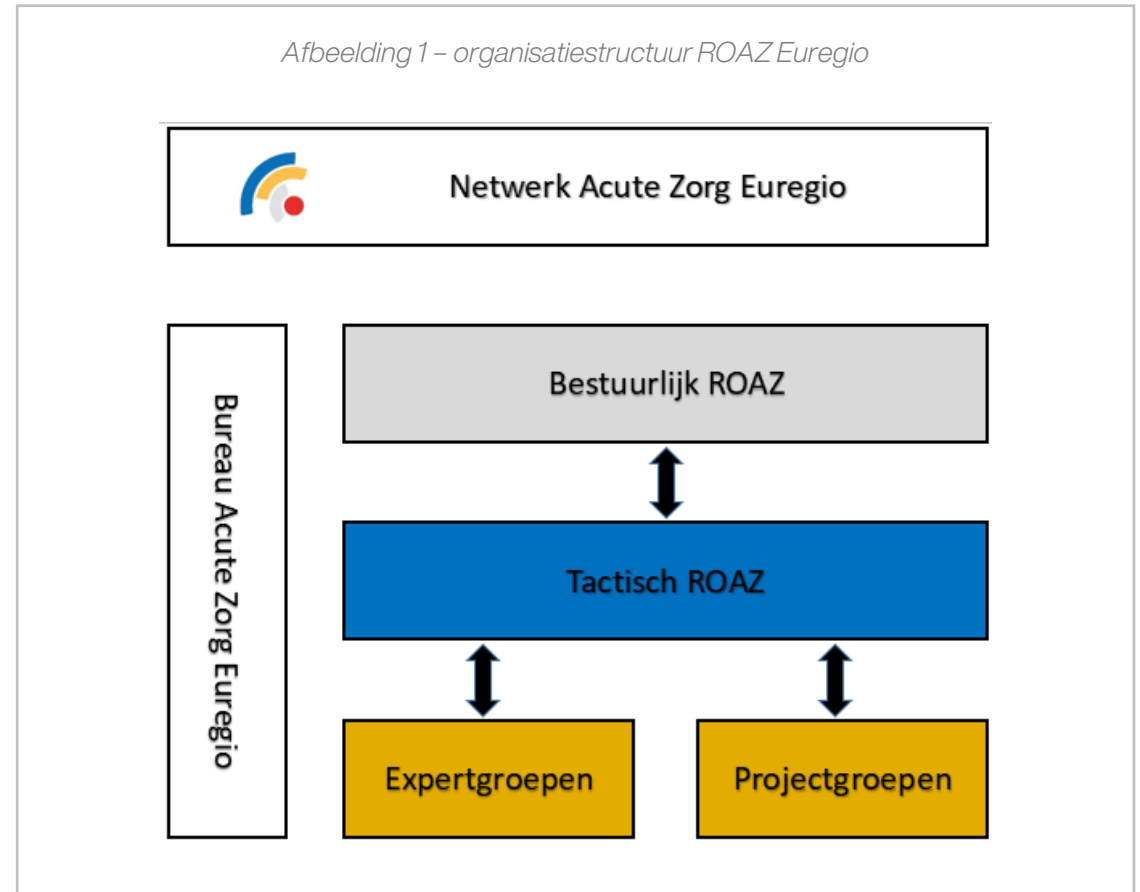 Afbeelding 1 – organisatiestructuur ROAZ Euregio
Netwerk Acute Zorg Euregio
Bureau Acute Zorg Euregio
Bestuurlijk ROAZ
Tactisch ROAZ
Expertgroepen
Projectgroepen